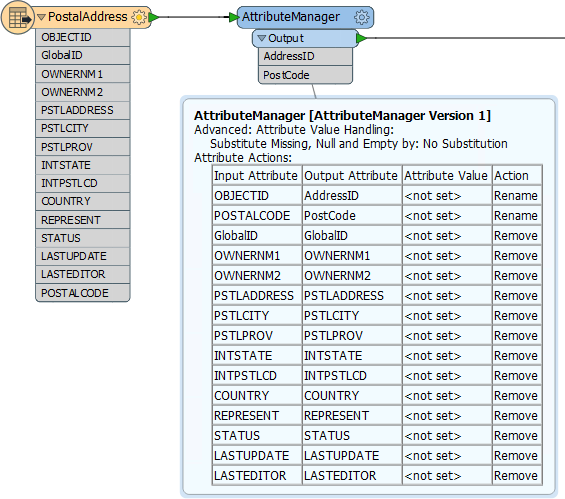 PostalAddress
OBJECTID
GlobalID
OWNERNM1
OWNERNM2
PSTLADDRESS
PSTLCITY
PSTLPROV
INTSTATE
INTPSTLCD
COUNTRY
REPRESENT
STATUS
LASTUPDATE
LASTEDITOR
POSTALCODE
AttributeManager
Output
AddressID
PostCode
AttributeManager [AttributeManager Version 1]
Advanced: Attribute Value Handling:
Substitute Missing, Null and Empty by: No Substitution
Attribute Actions:
Input Attribute Output Attribute Attribute Value Action
OBJECTID AddressID <not set> Rename
POSTALCODE PostCode <not set> Rename
GlobalID GlobalID <not set> Remove
OWNERNM1 OWNERNM1 <not set> Remove
OWNERNM2 OWNERNM2 <not set> Remove
PSTLADDRESS PSTLADDRESS <not set> Remove
PSTLCITY PSTLCITY <not set> Remove
PSTLPROV PSTLPROV <not set> Remove
INTSTATE INTSTATE <not set> Remove
INTPSTLCD INTPSTLCD <not set> Remove
COUNTRY COUNTRY <not set> Remove
REPRESENT REPRESENT <not set> Remove
STATUS STATUS <not set> Remove
LASTUPDATE LASTUPDATE <not set> Remove
LASTEDITOR LASTEDITOR <not set> Remove